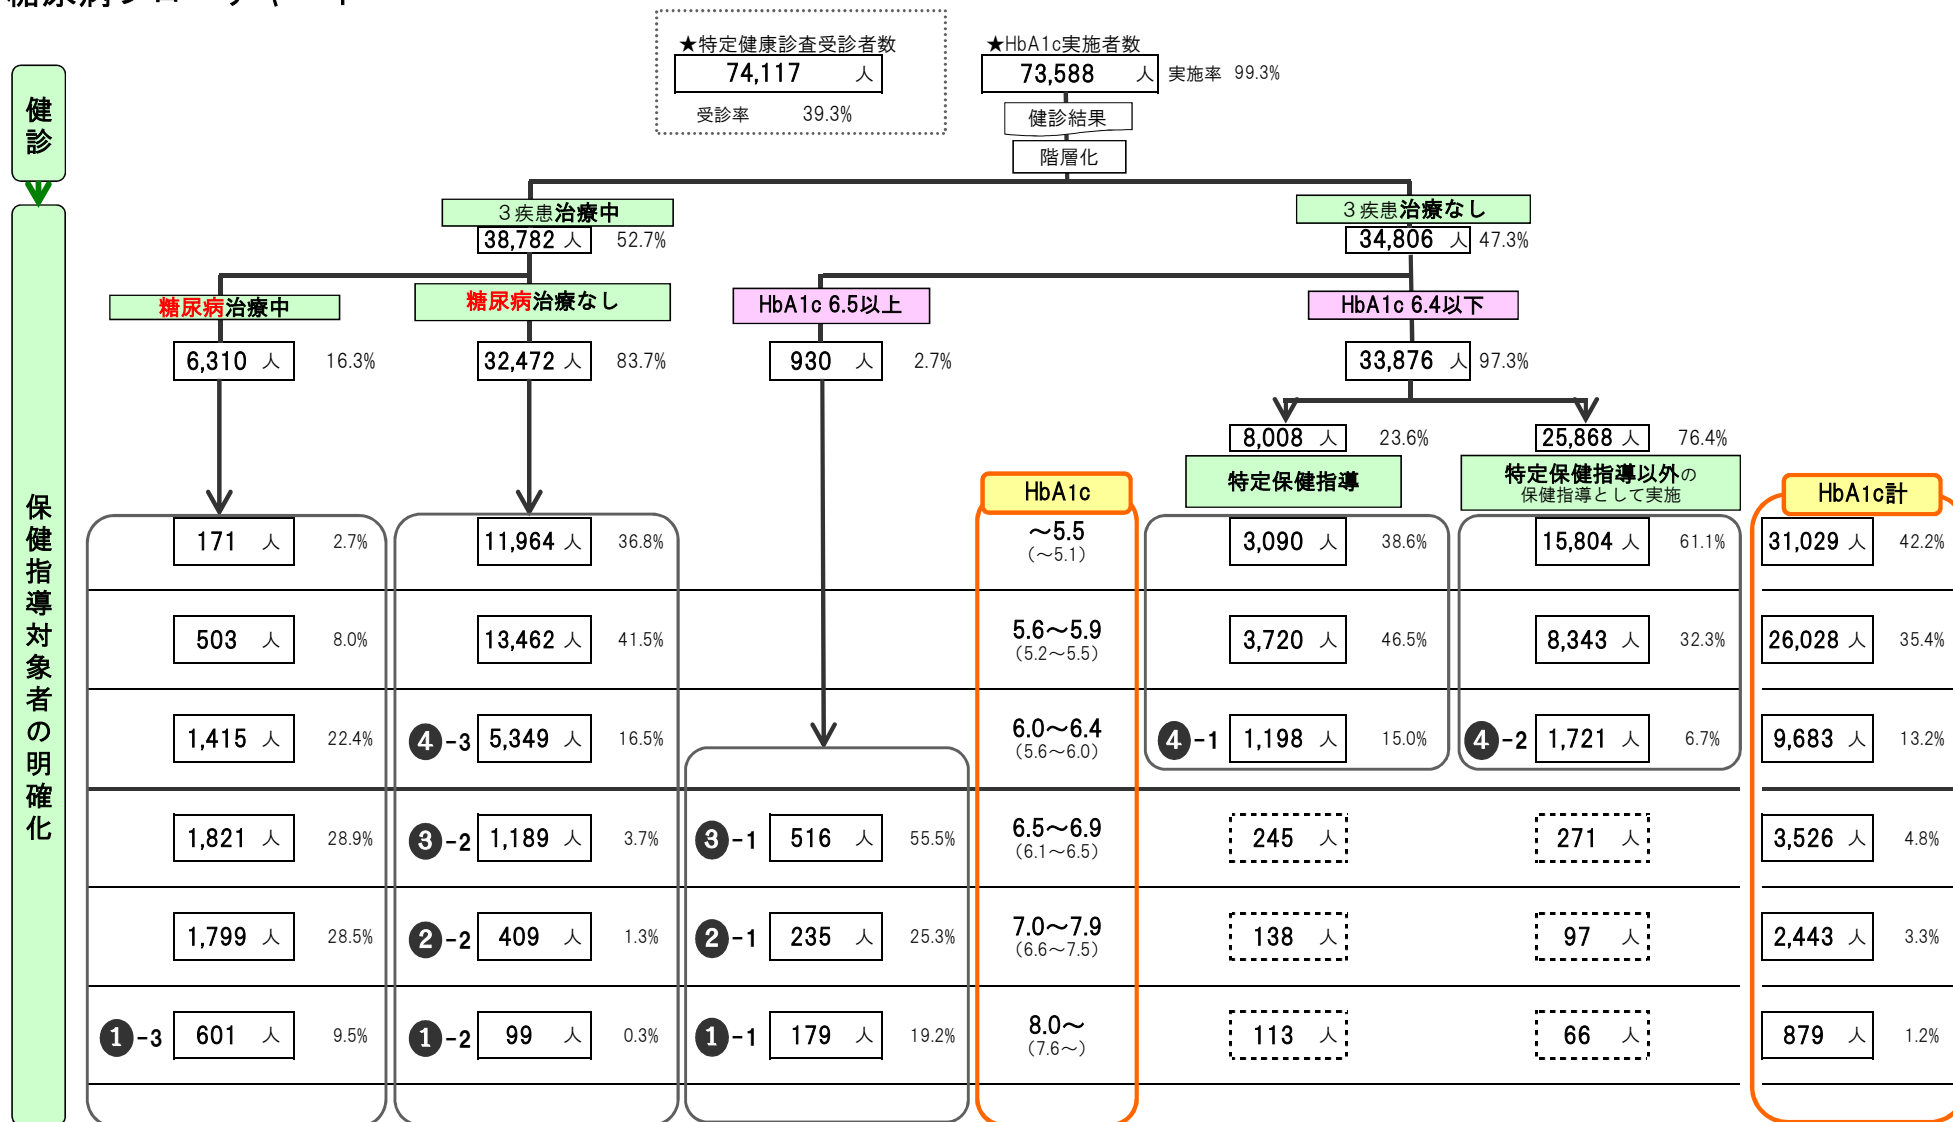 ★特定健康診査受診者数
74,117 人
受診率 39.3%
★HbA1c実施者数
73,588 人 実施率 99.3%
健診結果
階層化
健診
保健指導対象者の明確化
3疾患治療中
38,782 人 52.7%
3疾患治療なし
34,806 人 47.3%
糖尿病治療中
6,310 人 16.3%
糖尿病治療なし
32,472 人 83.7%
HbA1c 6.5以上
930 人 2.7%
HbA1c 6.4以下
33,876 人 97.3%
8,008 人 23.6%
25,868 人 76.4%
特定保健指導
特定保健指導以外の
保健指導として実施
HbA1c
HbA1c計
171 人 2.7%
11,964 人 36.8%
~5.5
(~5.1)
3,090 人 38.6%
15,804 人 61.1%
31,029 人 42.2%
503 人 8.0%
13,462 人 41.5%
5.6~5.9
(5.2~5.5)
3,720 人 46.5%
8,343 人 32.3%
26,028 人 35.4%
1,415 人 22.4%
❹-3 5,349 人 16.5%
6.0~6.4
(5.6~6.0)
❹-1 1,198 人 15.0%
❹-2 1,721 人 6.7%
9,683 人 13.2%
1,821 人 28.9%
❸-2 1,189 人 3.7%
❸-1 516 人 55.5%
6.5~6.9
(6.1~6.5)
245 人
271 人
3,526 人 4.8%
1,799 人 28.5%
❷-2 409 人 1.3%
❷-1 235 人 25.3%
7.0~7.9
(6.6~7.5)
138 人
97 人
2,443 人 3.3%
❶-3 601 人 9.5%
❶-2 99 人 0.3%
❶-1 179 人 19.2%
8.0~
(7.6~)
113 人
66 人
879 人 1.2%